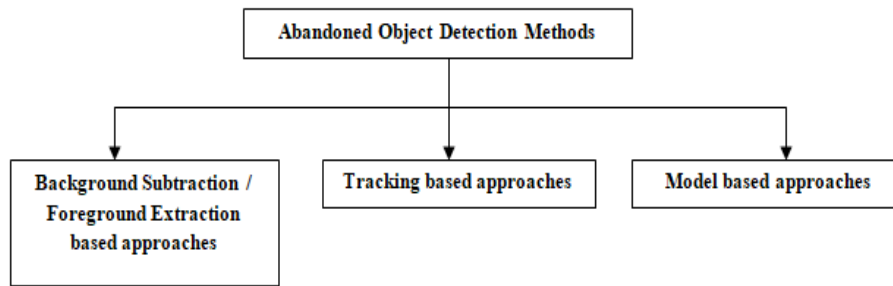 Abandoned Object Detection Methods
Background Subtraction /
Foreground Extraction
based approaches
Tracking based approaches
Model based approaches